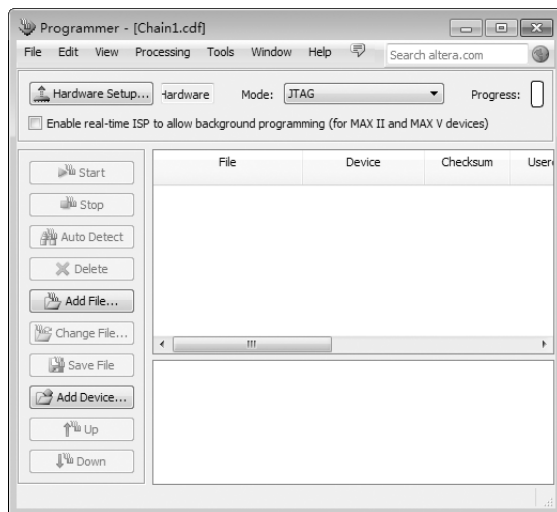 Programmer - [Chain1.cdf]
File Edit View Processing Tools Window Help Search altera.com
Hardware Setup... Hardware Mode: JTAG Progress:
Enable real-time ISP to allow background programming (for MAX II and MAX V devices)
File Device Checksum User
Start
Stop
Auto Detect
Delete
Add File...
Change File...
Save File
Add Device...
Up
Down